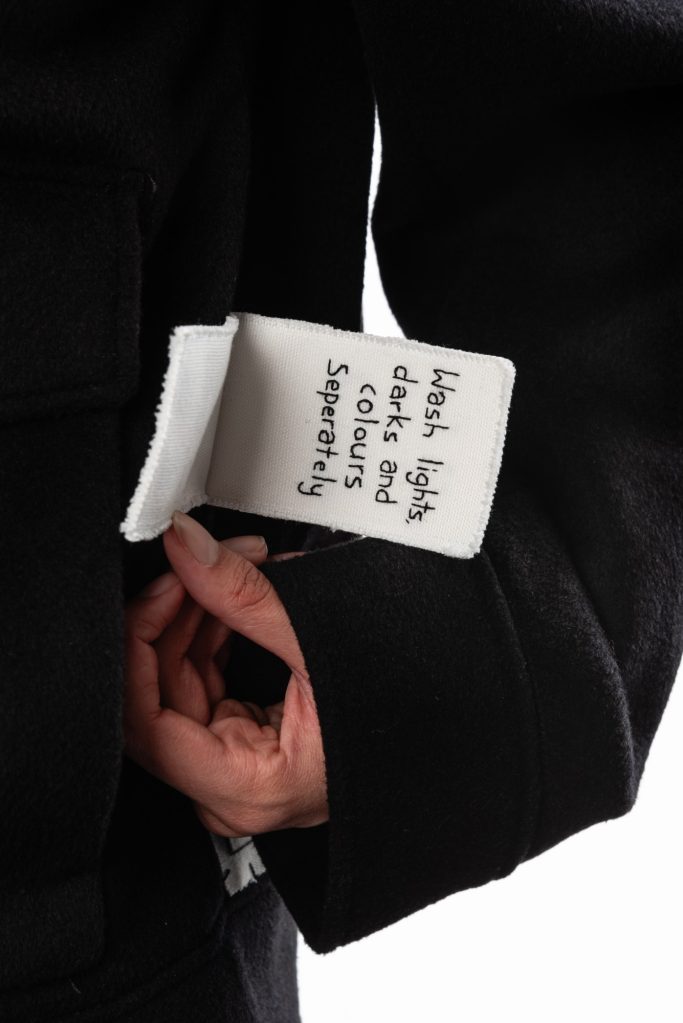 Wash lights,
darks and
colours
Seperately